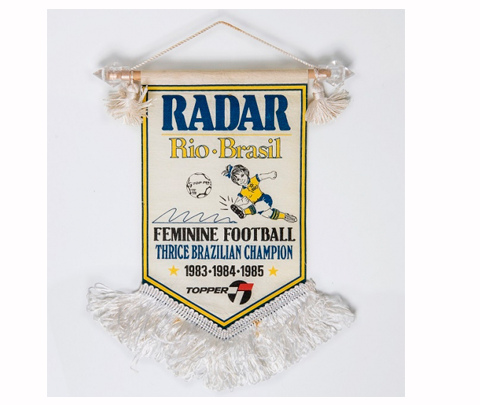 RADAR
Rio·Brasil
FEMININE FOOTBALL
THRICE BRAZILIAN CHAMPION
1983·1984·1985
TOPPER